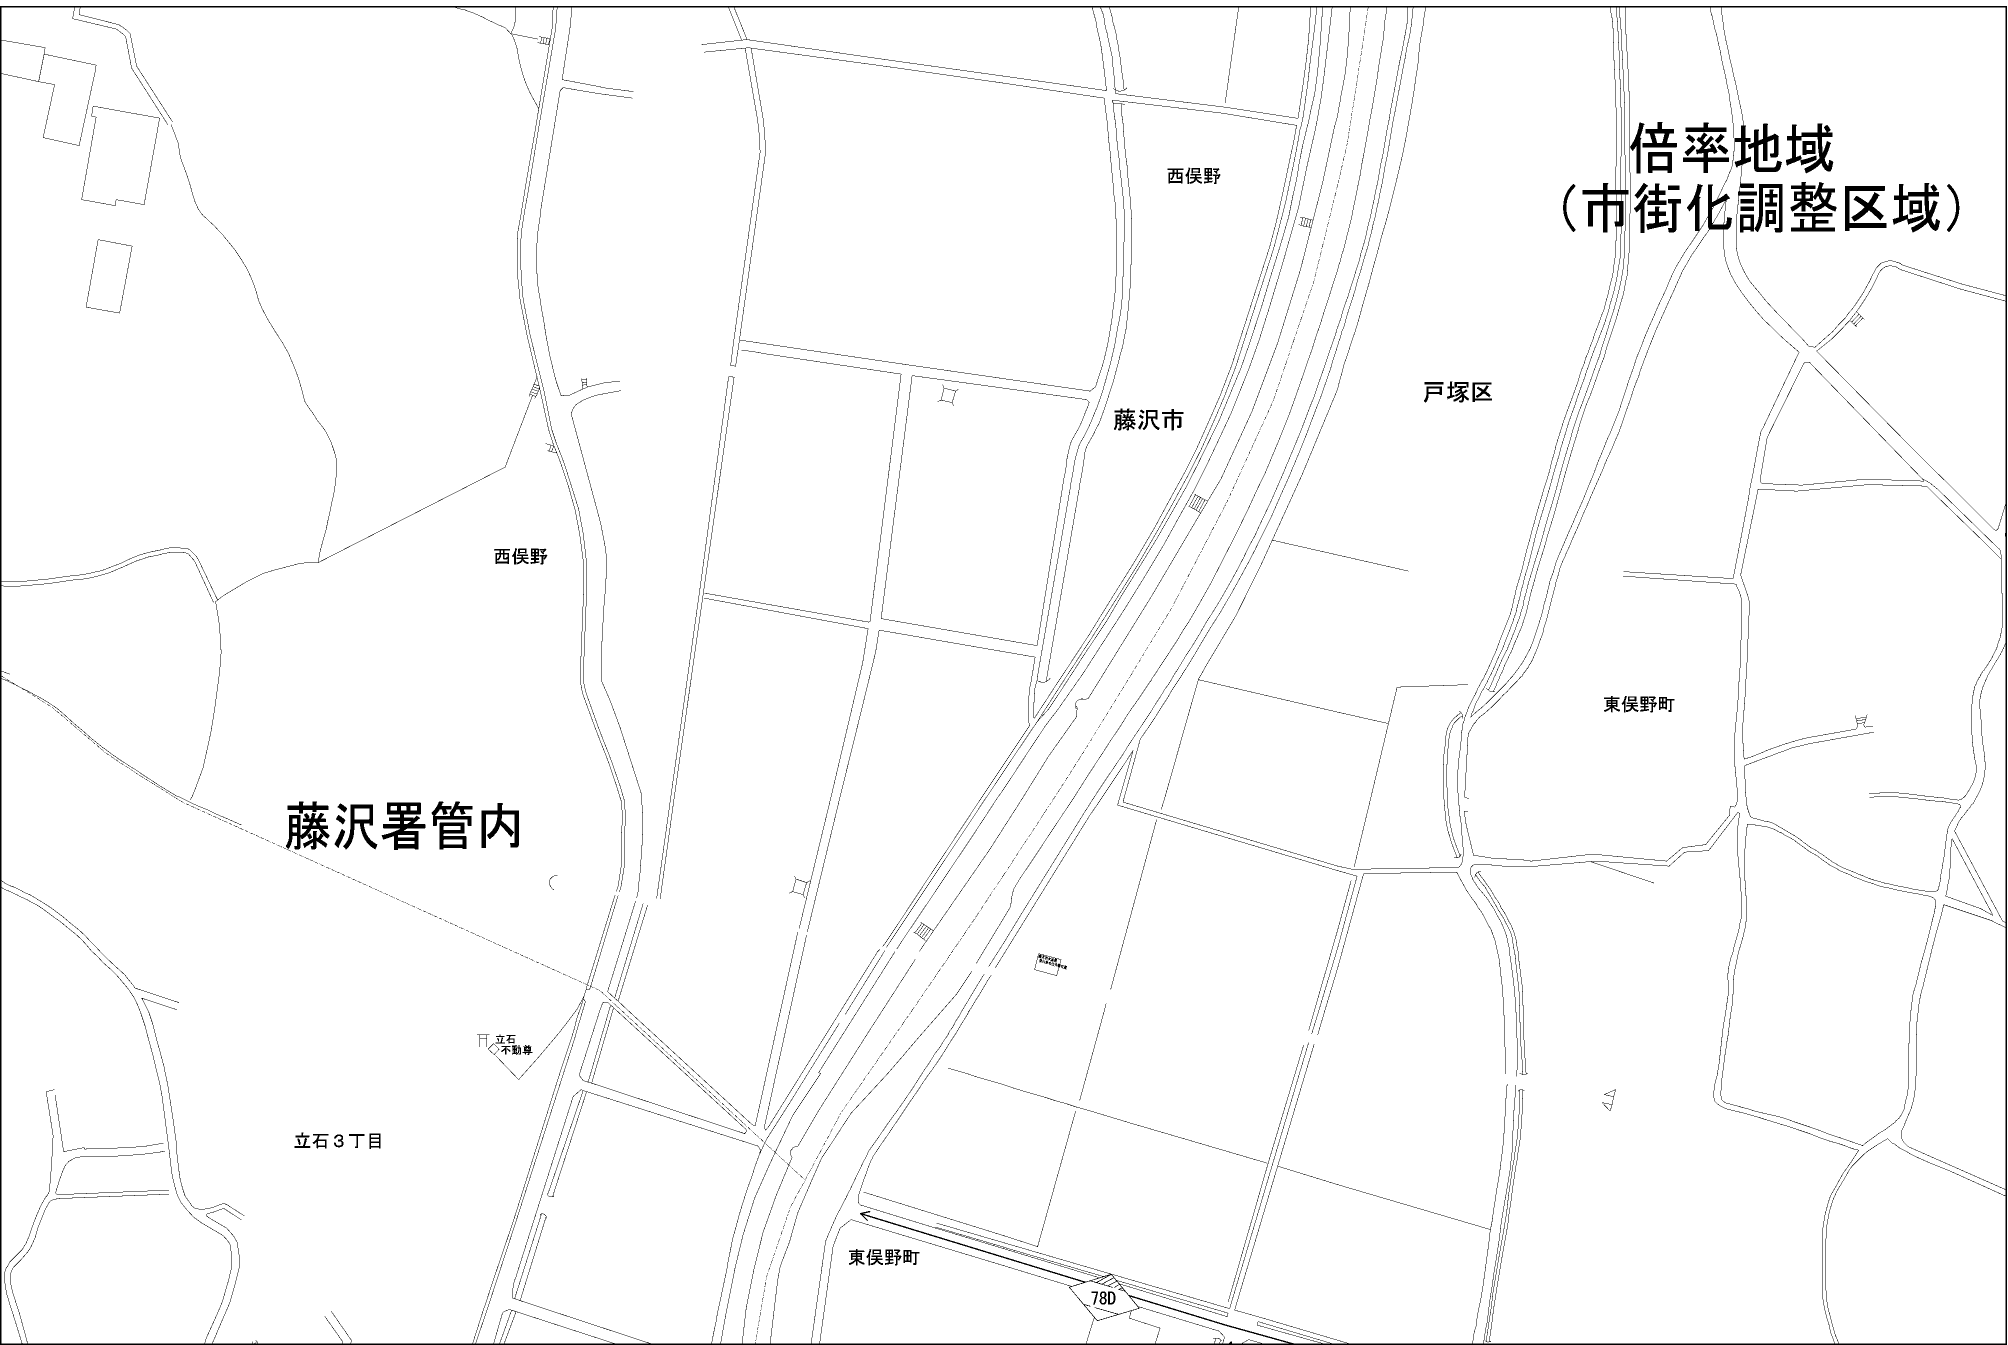 倍率地域
（市街化調整区域）
西俣野
戸塚区
藤沢市
西俣野
東俣野町
藤沢署管内
立石
不動尊
立石３丁目
東俣野町
78D